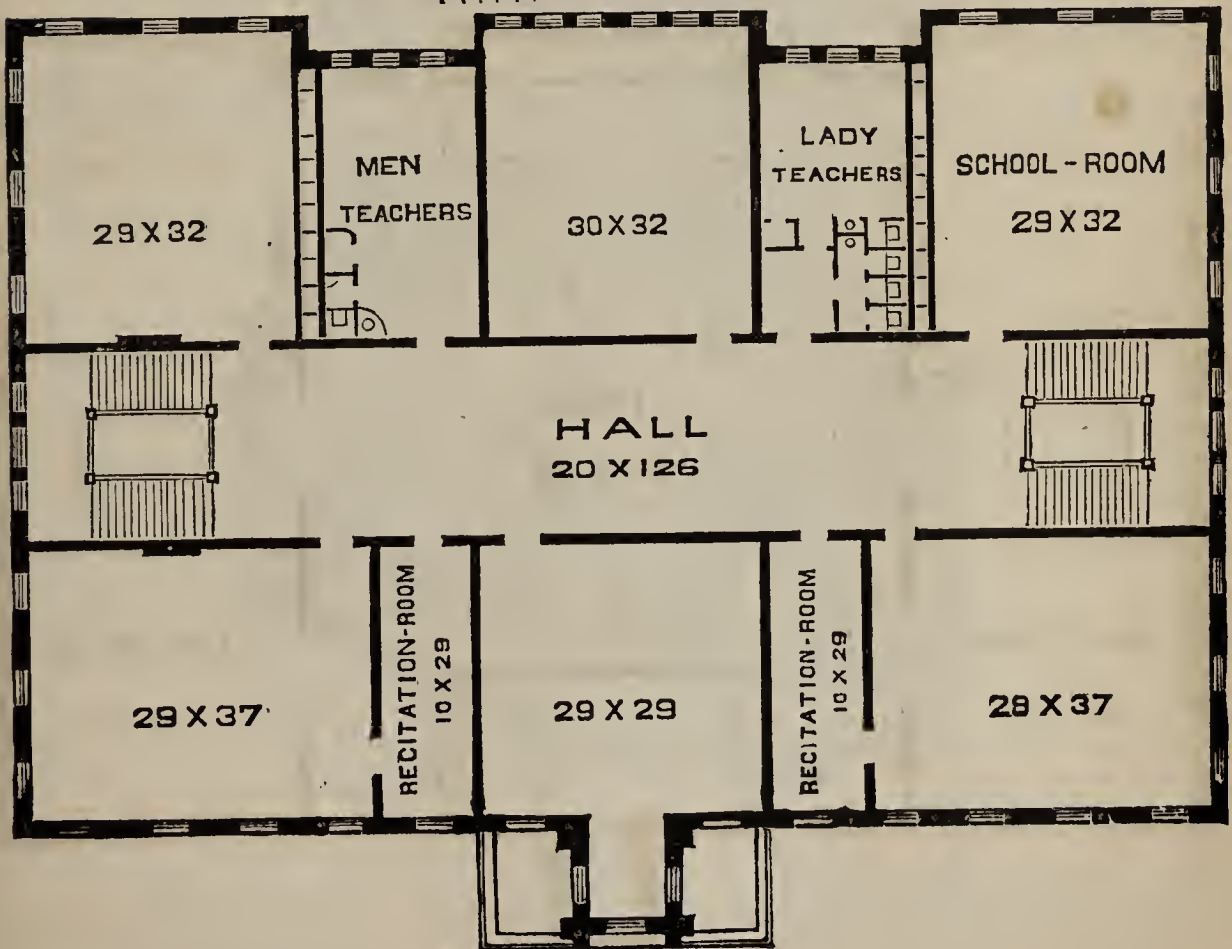 MEN
TEACHERS
LADY
TEACHERS
SCHOOL-ROOM
29 X 32
30 X 32
29 X 32
HALL
20 X 126
RECITATION-ROOM
10 X 29
RECITATION-ROOM
10 X 29
29 X 37
29 X 29
28 X 37